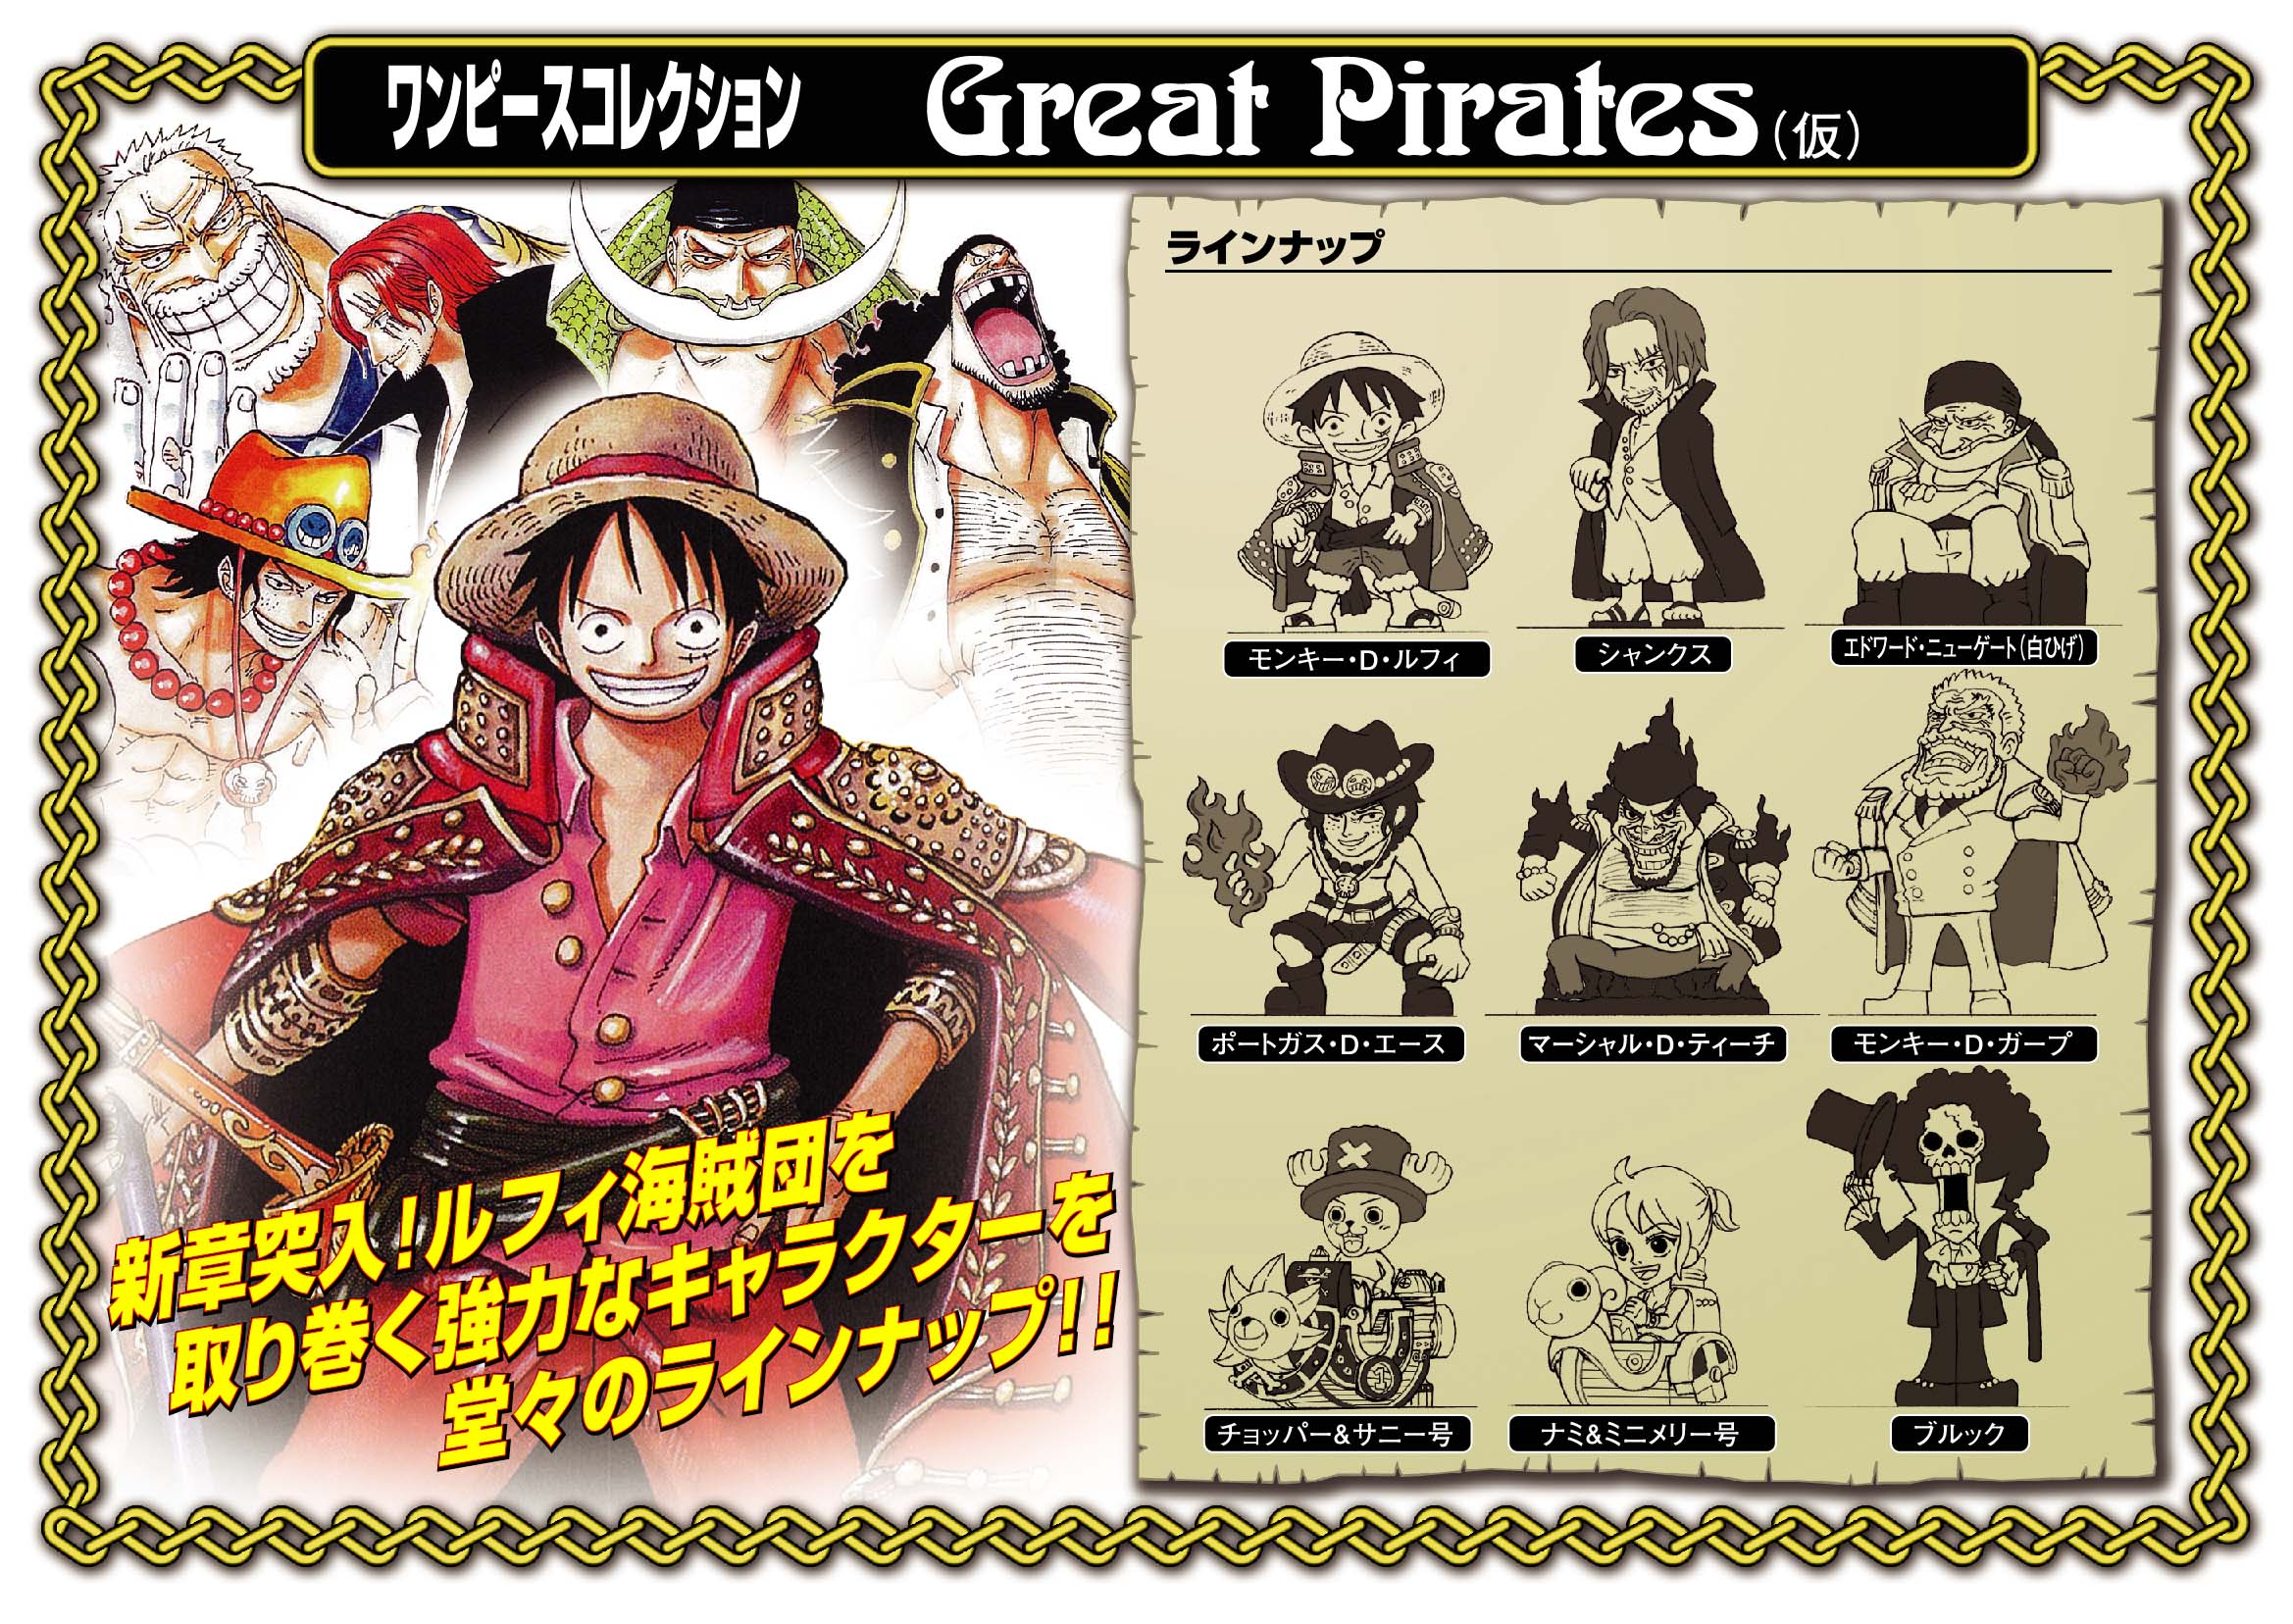 ワンピースコレクション Great Pirates（仮）
ラインナップ
モンキー・D・ルフィ
シャンクス
エドワード・ニューゲート（白ひげ）
ポートガス・D・エース
マーシャル・D・ティーチ
モンキー・D・ガープ
チョッパー&サニー号
ナミ&ミニメリー号
ブルック
新章突入！ルフィ海賊団を
取り巻く強力なキャラクターを
堂々のラインナップ！！